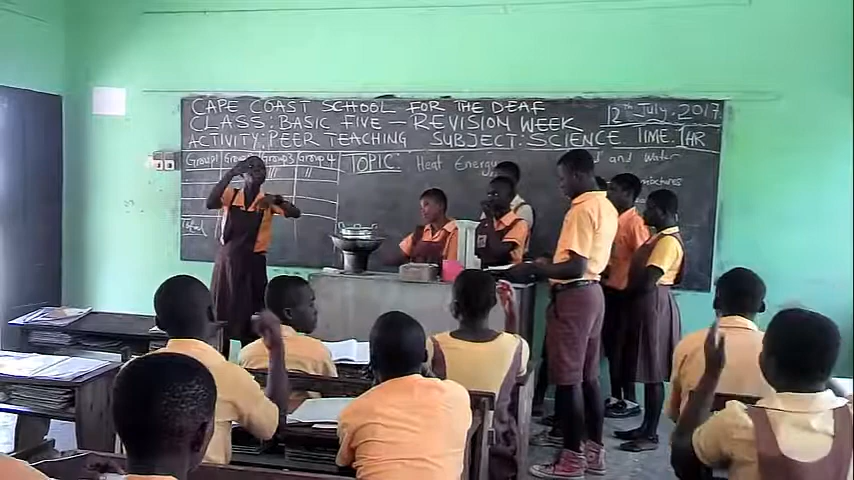 CAPE COAST SCHOOL FOR THE DEAF 12th July, 2017
CLASS: BASIC FIVE — REVISION WEEK
ACTIVITY: PEER TEACHING SUBJECT: SCIENCE TIME: 1HR
Group1 Group2 Groups3 Group4 TOPIC: Heat Energy and Water
Total